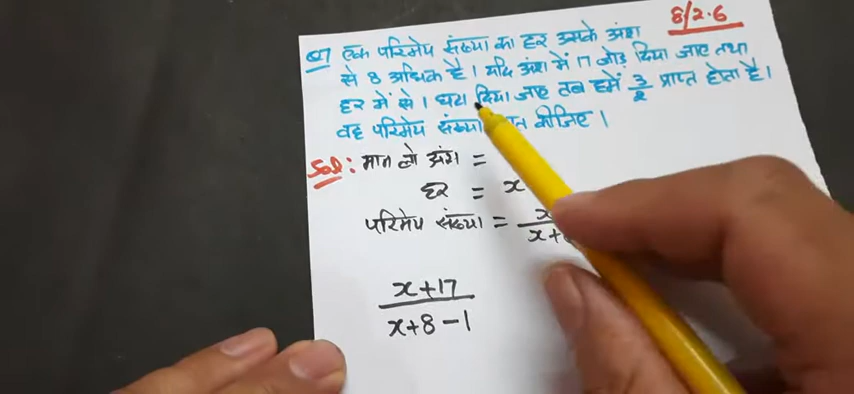 8/2.6
Q7 एक परिमेय संख्या का हर उसके अंश
से 8 अधिक है। यदि अंश में 17 जोड़ दिया जाए तथा
हर में से 1 घटा दिया जाए तब हमें 3/2 प्राप्त होता है।
वह परिमेय संख्या कीजिए।
Sol: मान लो अंश =
हर = x
परिमेय संख्या = x/x+
x+17
x+8-1